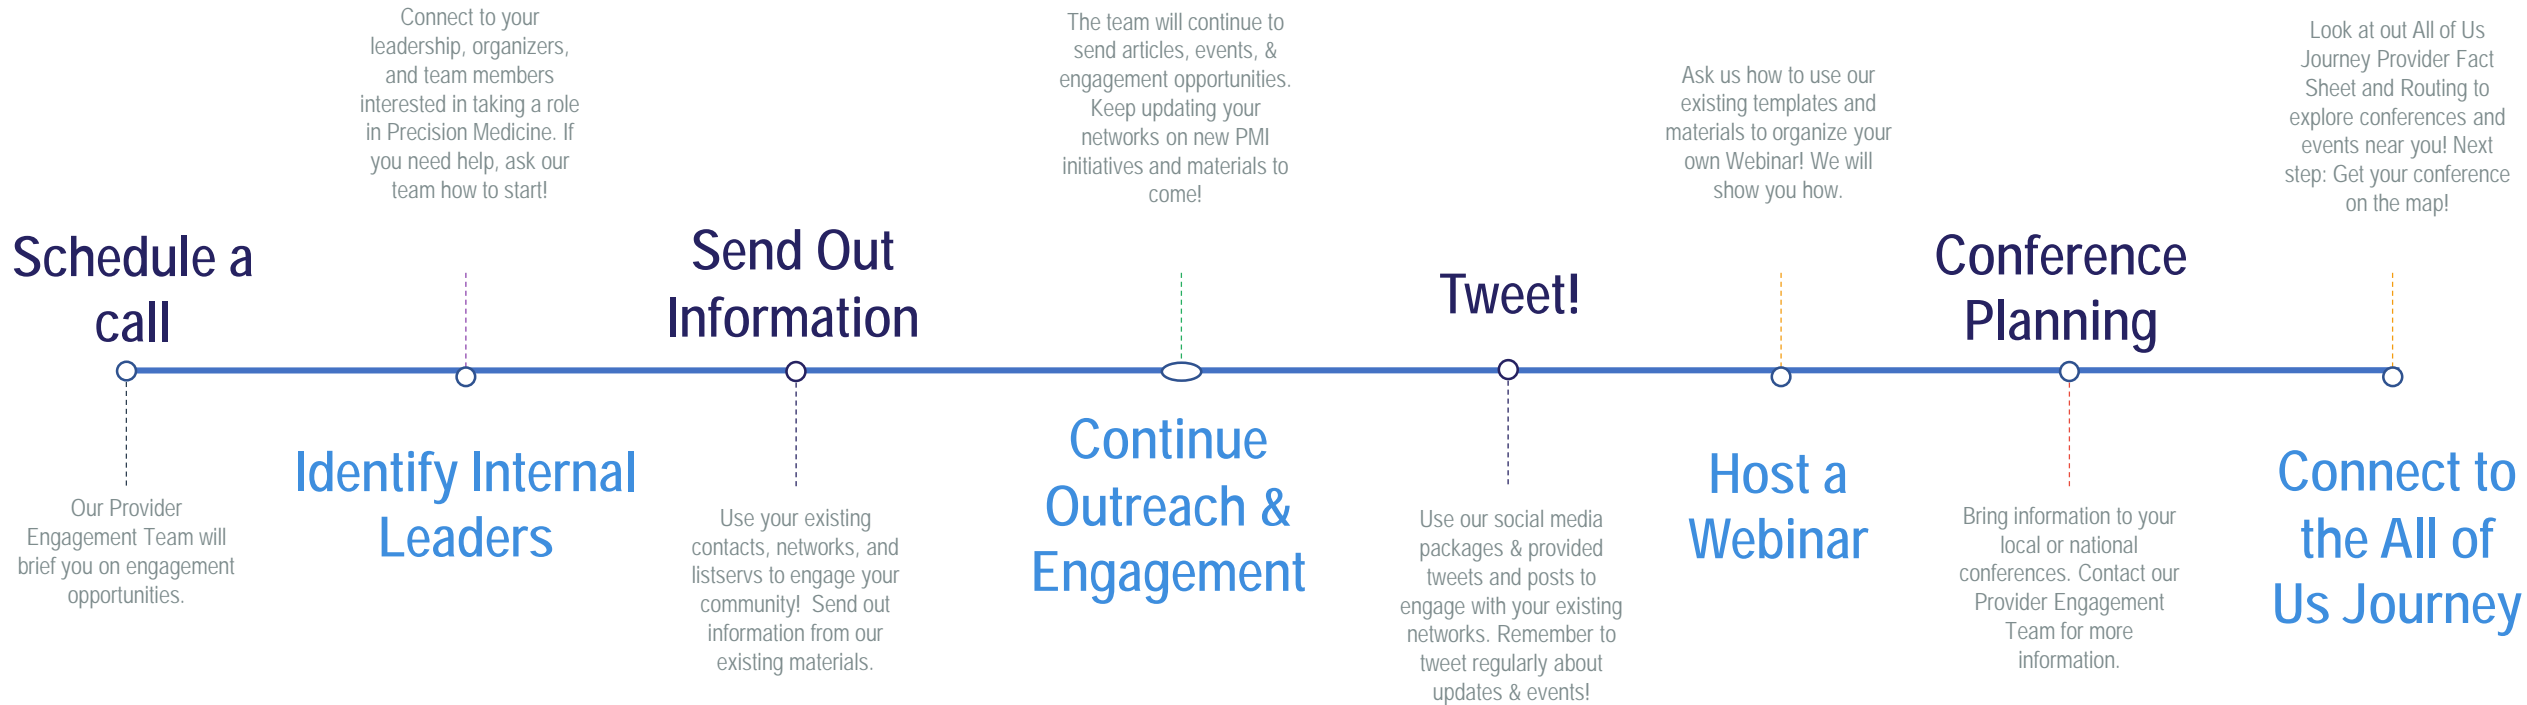 Schedule a
call
Our Provider
Engagement Team will
brief you on engagement
opportunities.
Connect to your
leadership, organizers,
and team members
interested in taking a role
in Precision Medicine. If
you need help, ask our
team how to start!
Identify Internal
Leaders
Send Out
Information
Use your existing
contacts, networks, and
listservs to engage your
community!  Send out
information from our
existing materials.
The team will continue to
send articles, events, &
engagement opportunities.
Keep updating your
networks on new PMI
initiatives and materials to
come!
Continue
Outreach &
Engagement
Tweet!
Use our social media
packages & provided
tweets and posts to
engage with your existing
networks. Remember to
tweet regularly about
updates & events!
Ask us how to use our
existing templates and
materials to organize your
own Webinar! We will
show you how.
Host a
Webinar
Conference
Planning
Bring information to your
local or national
conferences. Contact our
Provider Engagement
Team for more
information.
Look at out All of Us
Journey Provider Fact
Sheet and Routing to
explore conferences and
events near you! Next
step: Get your conference
on the map!
Connect to
the All of
Us Journey